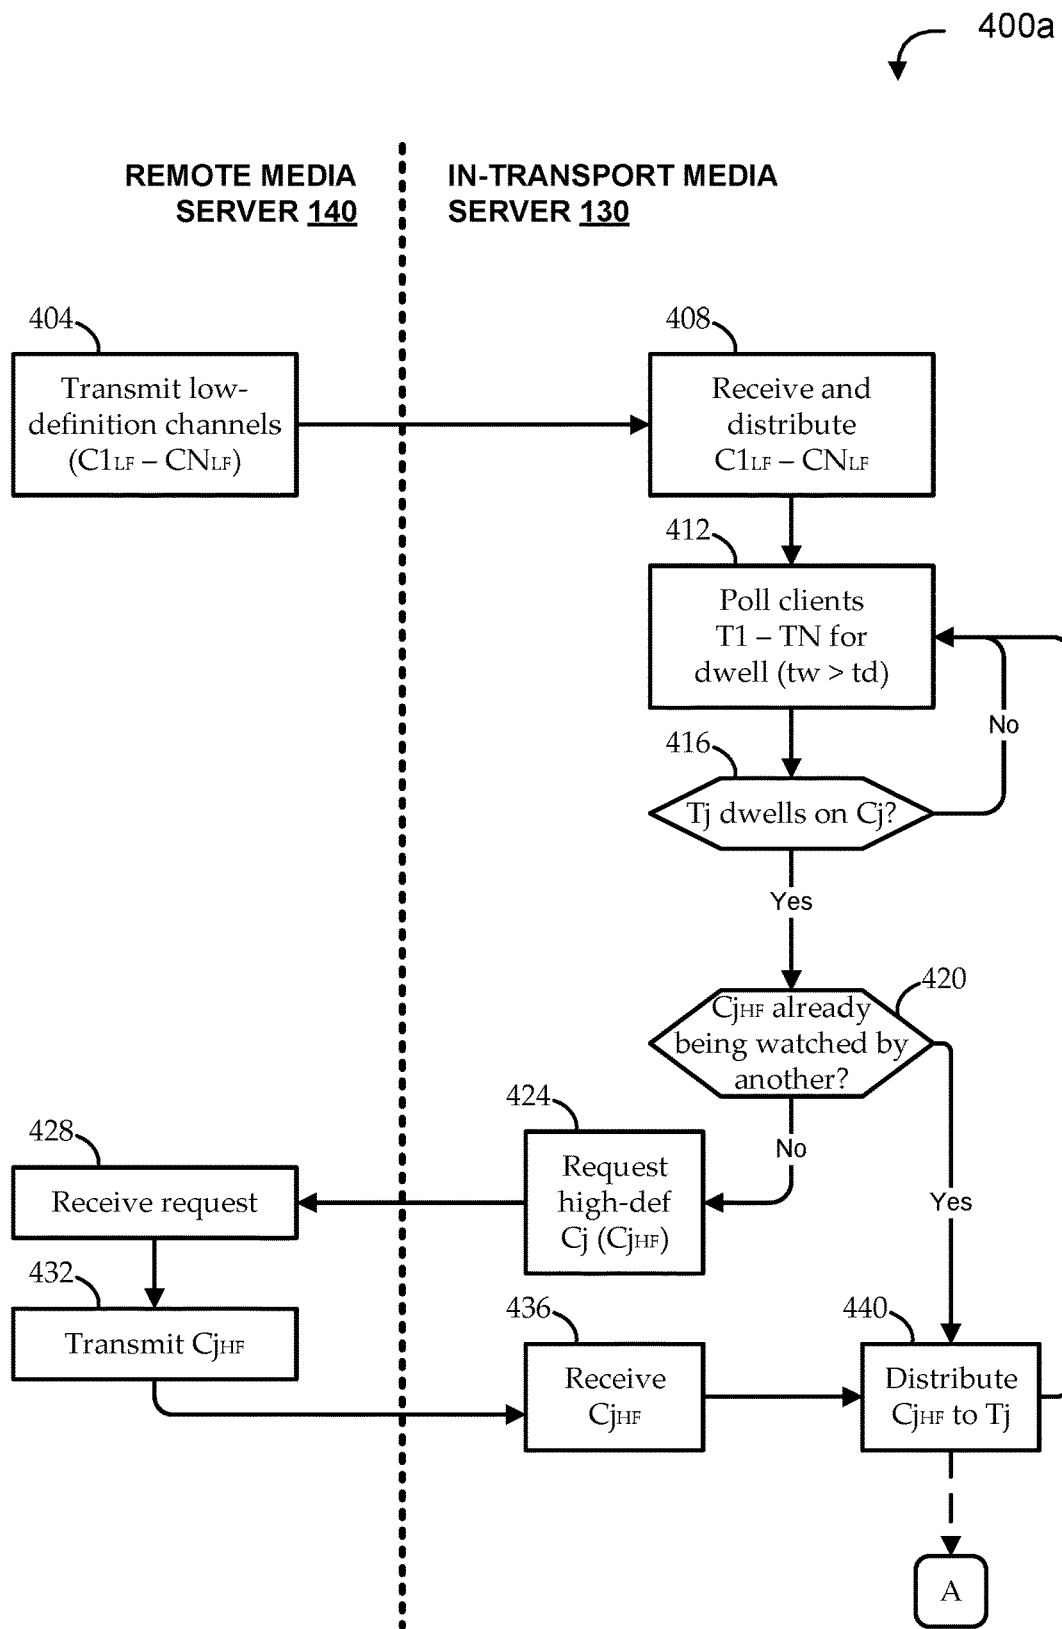 400a
REMOTE MEDIA
SERVER 140
IN-TRANSPORT MEDIA
SERVER 130
404
Transmit low-
definition channels
(C1LF – CNLF)
408
Receive and
distribute
C1LF – CNLF
412
Poll clients
T1 – TN for
dwell (tw > td)
No
416
Tj dwells on Cj?
Yes
420
CjHF already
being watched by
another?
No
Yes
424
Request
high-def
Cj (CjHF)
428
Receive request
432
Transmit CjHF
436
Receive
CjHF
440
Distribute
CjHF to Tj
A